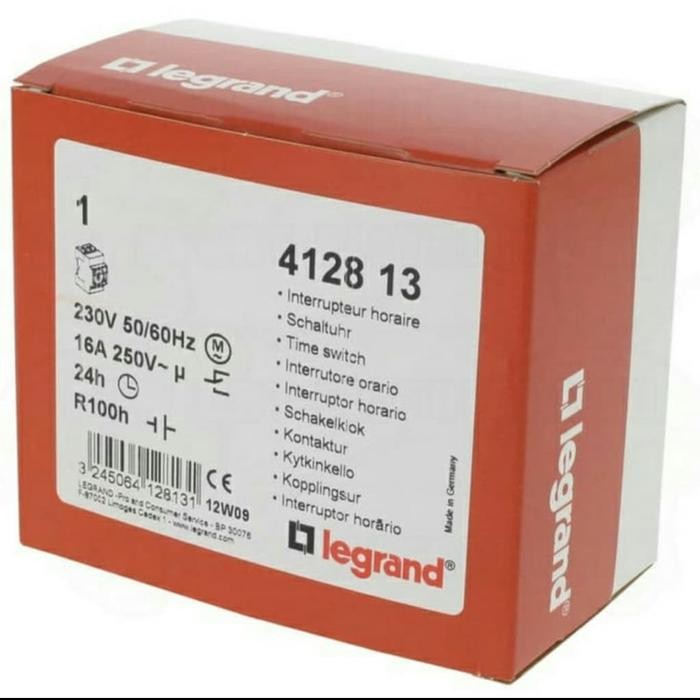 legrand®
1
4128 13
• Interrupteur horaire
• Schaltuhr
• Time switch
• Interrutore orario
• Interruptor horario
• Schakelklok
• Kontaktur
• Kytkinkello
• Kopplingsur
• Interruptor horário
230V 50/60Hz M
16A 250V~ µ
24h
R100h
3 245064 128131
CE
12W09
LEGRAND - Pro and Consumer Service - BP 30076
F-87002 Limoges Cedex 1 - www.legrand.com
Made in Germany
legrand®
legrand®